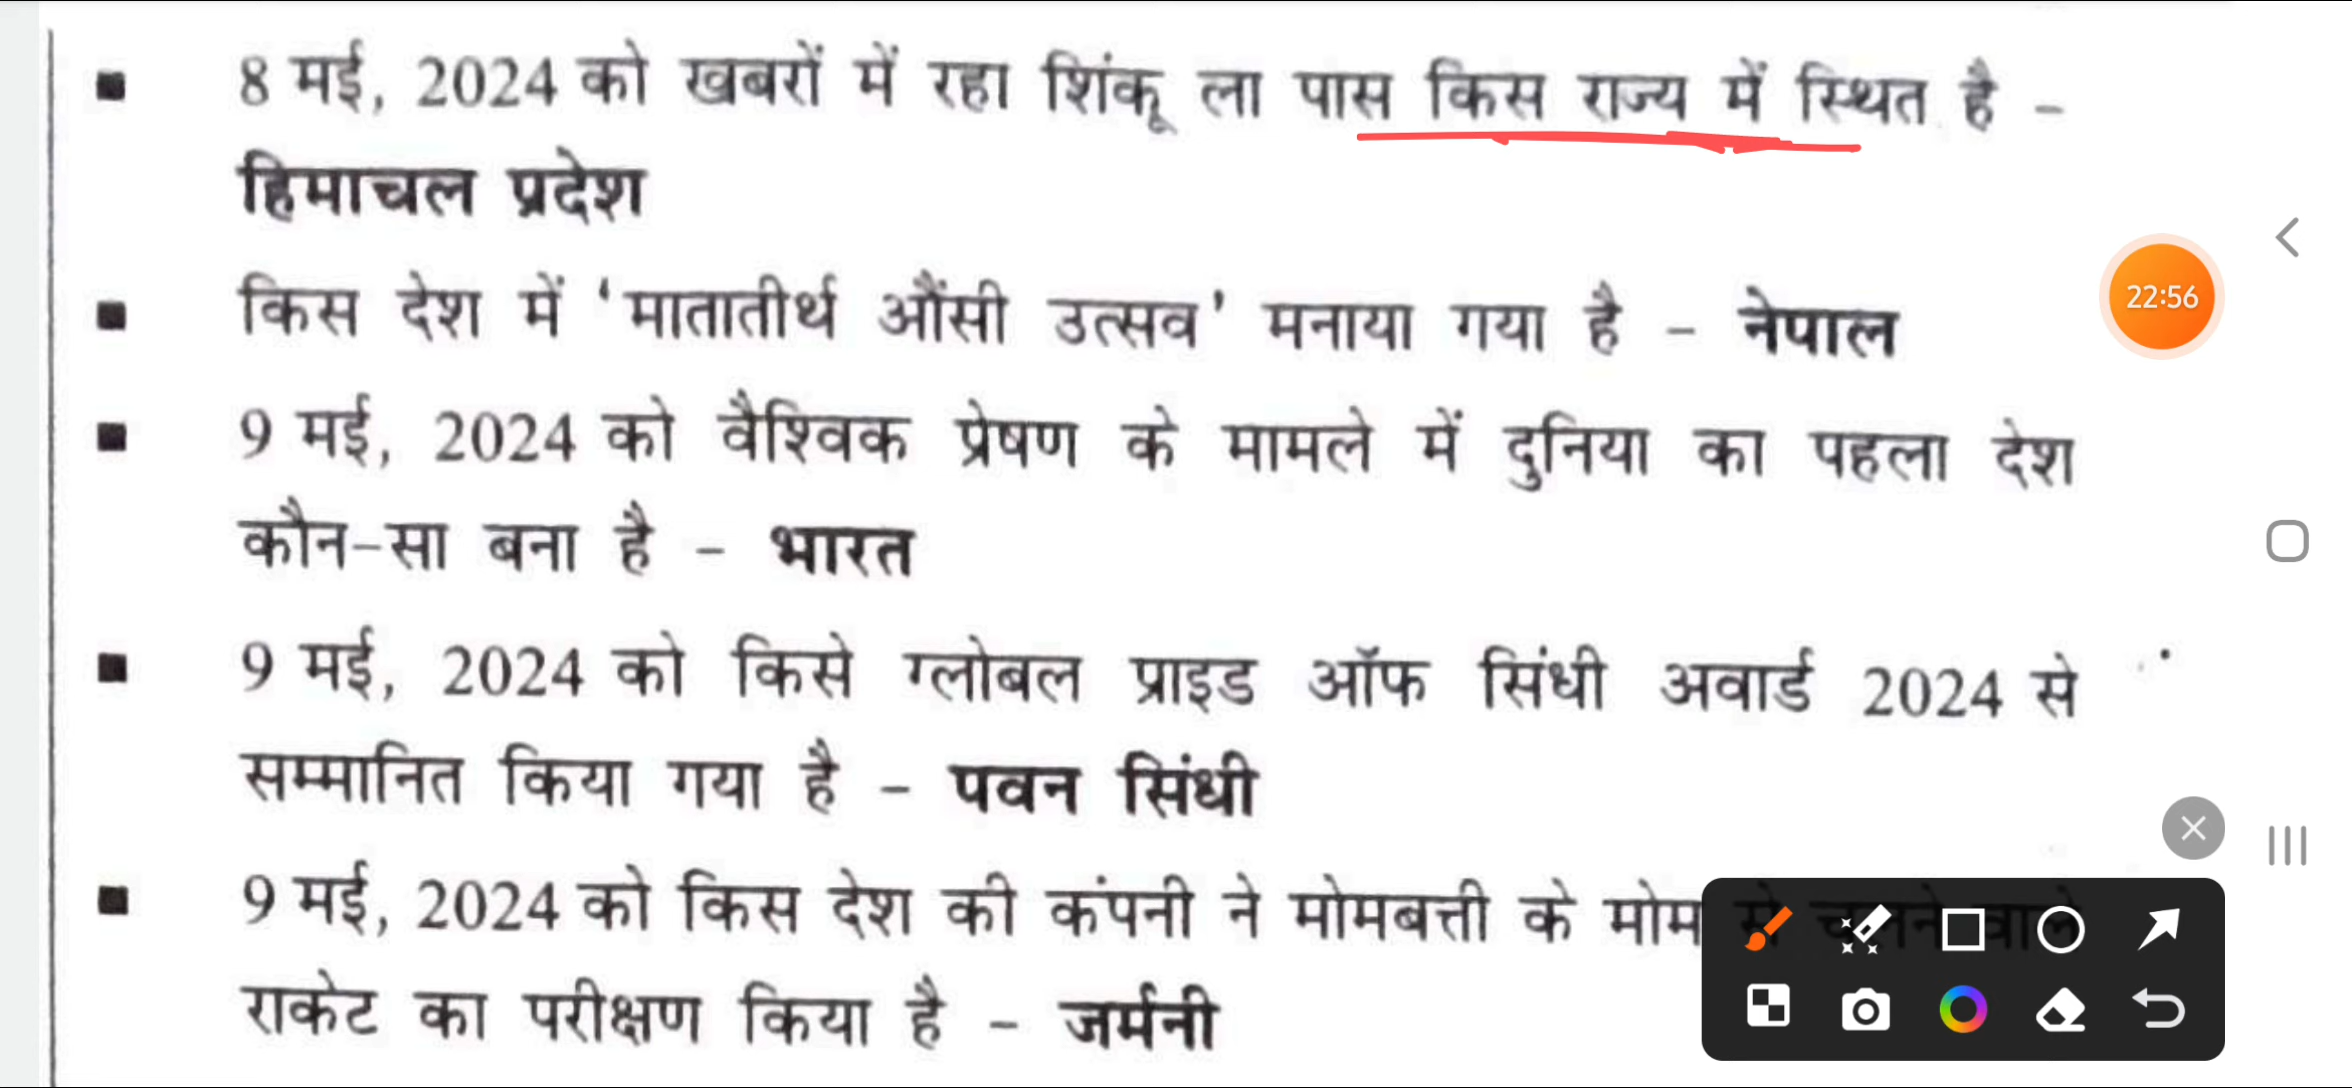 ■ 8 मई, 2024 को खबरों में रहा शिंकू ला पास किस राज्य में स्थित है –
हिमाचल प्रदेश
■ किस देश में ‘मातातीर्थ औंसी उत्सव’ मनाया गया है – नेपाल
22:56
■ 9 मई, 2024 को वैश्विक प्रेषण के मामले में दुनिया का पहला देश
कौन-सा बना है – भारत
■ 9 मई, 2024 को किसे ग्लोबल प्राइड ऑफ सिंधी अवार्ड 2024 से
सम्मानित किया गया है – पवन सिंधी
■ 9 मई, 2024 को किस देश की कंपनी ने मोमबत्ती के मोम से चलने वाले
राकेट का परीक्षण किया है – जर्मनी